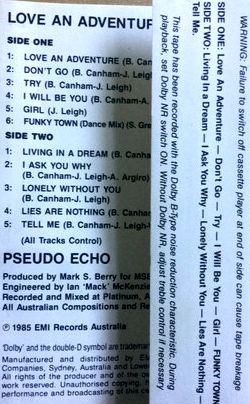 LOVE AN ADVENTUR
SIDE ONE
1: LOVE AN ADVENTURE (B. Can
2: DON'T GO (B. Canham-J. Leigh
3: TRY (B. Canham-J. Leigh)
4: I WILL BE YOU (B. Canham-A.
5: GIRL (J. Leigh)
6: FUNKY TOWN (Dance Mix) (S. Gre
SIDE TWO
1: LIVING IN A DREAM (B. Canha
2: I ASK YOU WHY
(B. Canham-J. Leigh-A. Argiro)
3: LONELY WITHOUT YOU
(B. Canham-J. Leigh)
4: LIES ARE NOTHING (B. Canha
5: TELL ME (B. Canham-J. Leigh-
(All Tracks Control)
PSEUDO ECHO
Produced by Mark S. Berry for MSB
Engineered by Ian 'Mack' McKenzie
Recorded and Mixed at Platinum, A
All Australian Compositions and Re
Ⓟ 1985 EMI Records Australia
'Dolby' and the double-D symbol are trademar
Manufactured and distributed by EM
Companies, Sydney, Australia and Lowe
All rights of the producer and of the ow
work reserved. Unauthorised copying,
performance and broadcasting of this
WARNING: Failure to switch off cassette player at end of side can cause tape breakage
SIDE ONE: Love An Adventure — Don't Go — Try — I Will Be You — Girl — FUNKY TOWN
SIDE TWO: Living In a Dream — I Ask You Why — Lonely Without You — Lies Are Nothing —
Tell Me.
This tape has been recorded with the Dolby B-Type noise reduction characteristic. During
playback, set Dolby NR switch ON. Without Dolby NR, adjust treble control if necessary